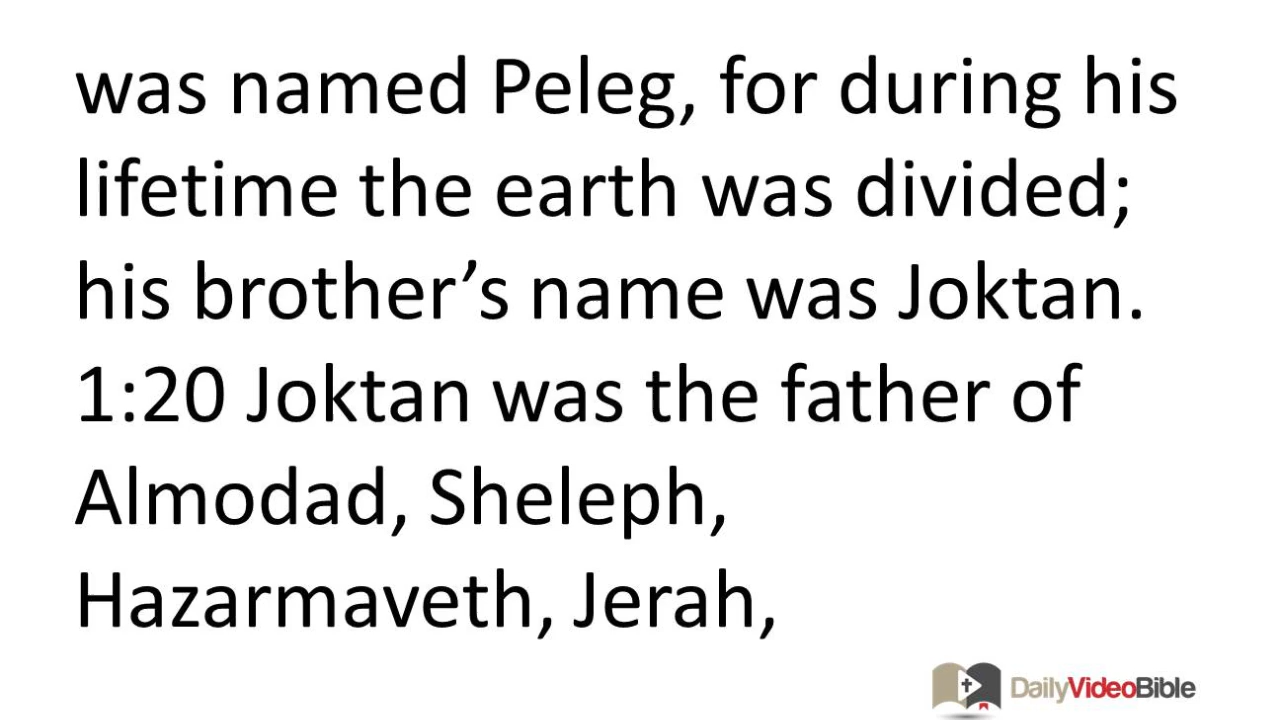 was named Peleg, for during his
lifetime the earth was divided;
his brother’s name was Joktan.
1:20 Joktan was the father of
Almodad, Sheleph,
Hazarmaveth, Jerah,
DailyVideoBible